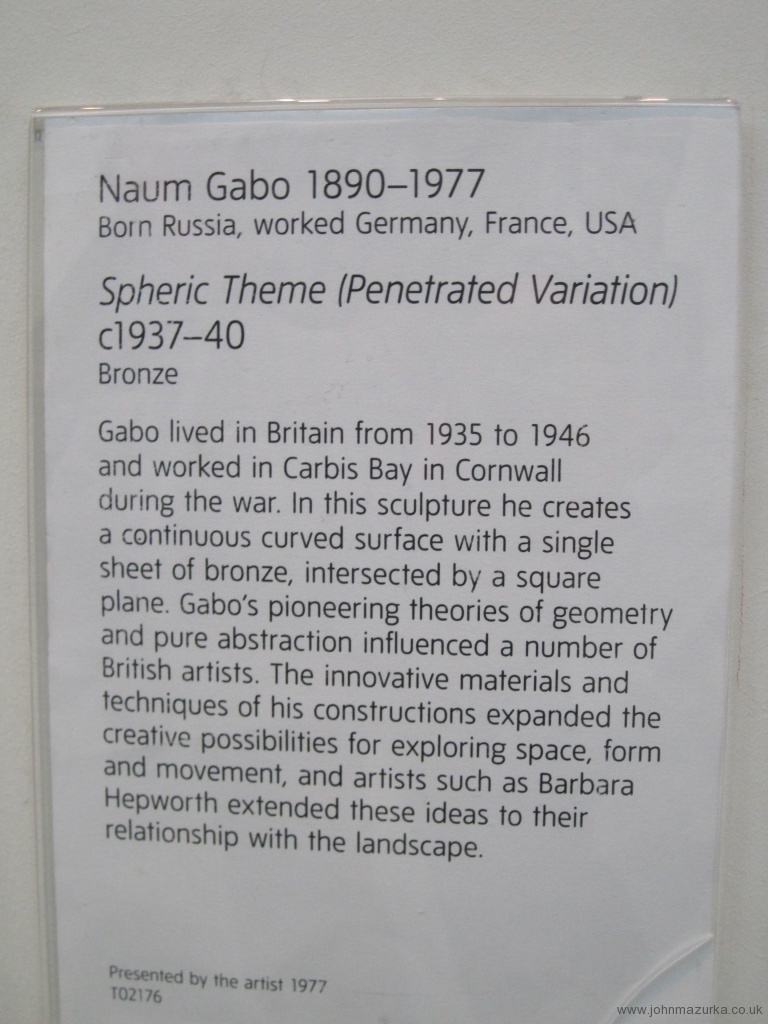 Naum Gabo 1890–1977
Born Russia, worked Germany, France, USA
Spheric Theme (Penetrated Variation)
c1937–40
Bronze
Gabo lived in Britain from 1935 to 1946
and worked in Carbis Bay in Cornwall
during the war. In this sculpture he creates
a continuous curved surface with a single
sheet of bronze, intersected by a square
plane. Gabo's pioneering theories of geometry
and pure abstraction influenced a number of
British artists. The innovative materials and
techniques of his constructions expanded the
creative possibilities for exploring space, form
and movement, and artists such as Barbara
Hepworth extended these ideas to their
relationship with the landscape.
Presented by the artist 1977
T02176
www.johnmazurka.co.uk